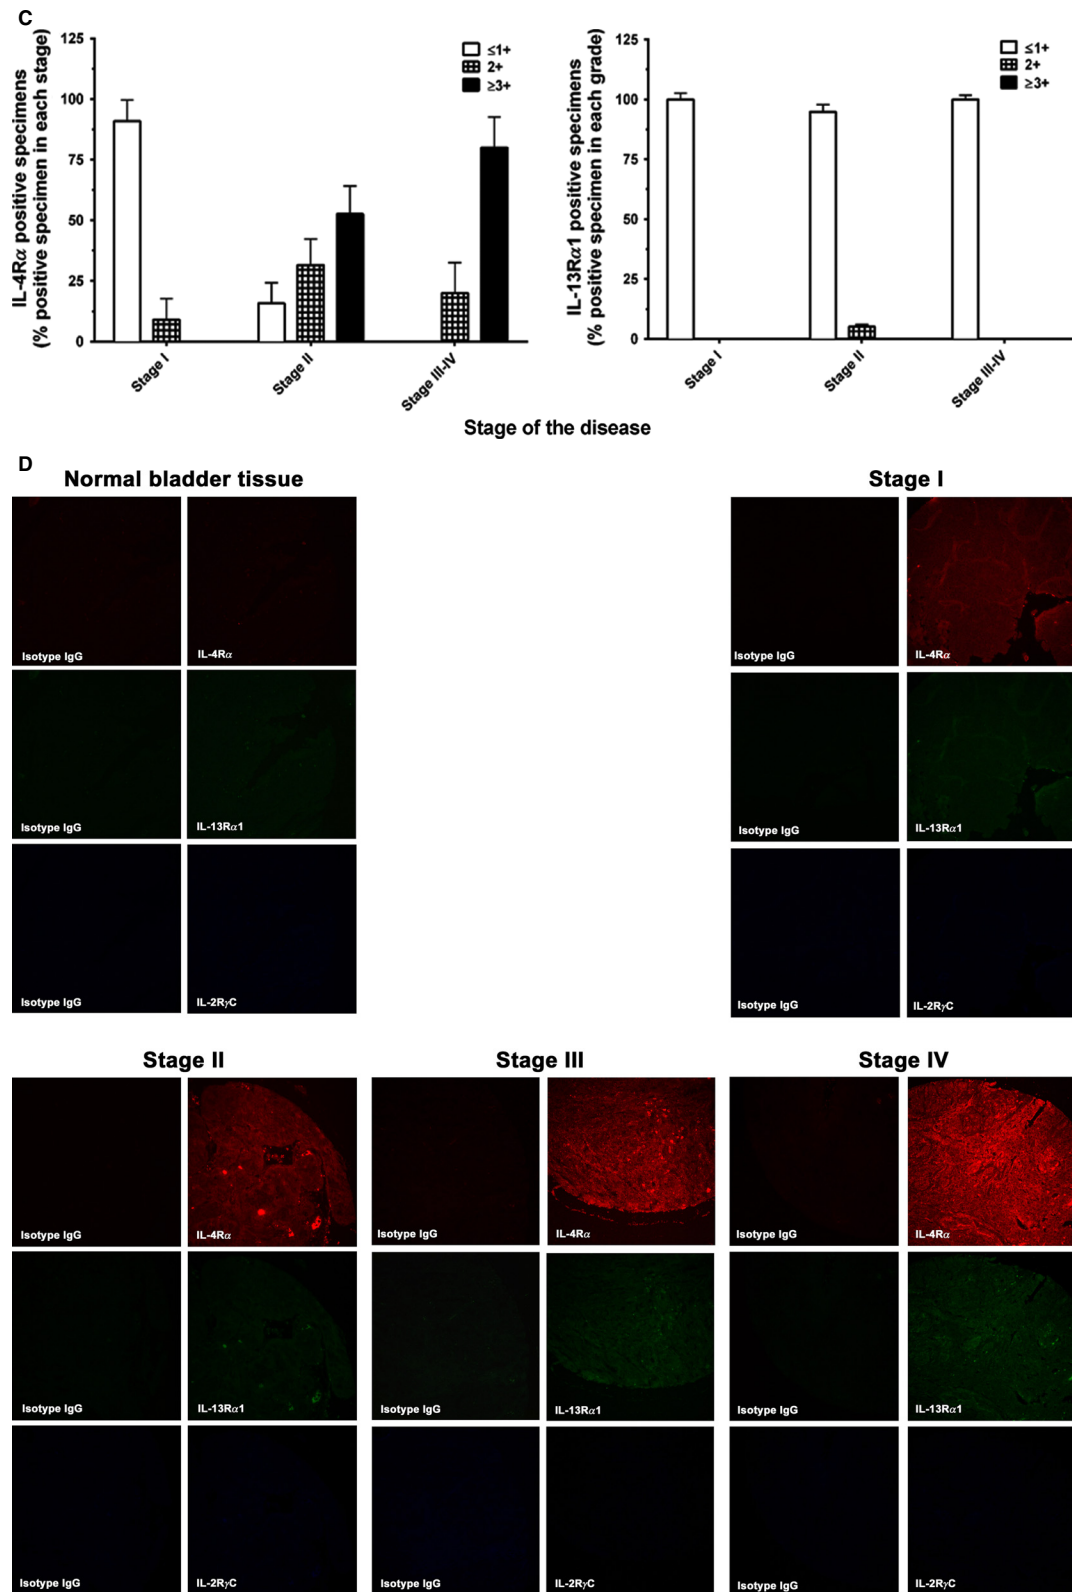 C
IL-4Rα positive specimens
(% positive specimen in each stage)
125
100
75
50
25
0
≤1+
2+
≥3+
Stage I
Stage II
Stage III-IV
IL-13Rα1 positive specimens
(% positive specimen in each grade)
125
100
75
50
25
0
≤1+
2+
≥3+
Stage I
Stage II
Stage III-IV
Stage of the disease
D
Normal bladder tissue
Isotype IgG
IL-4Rα
Isotype IgG
IL-13Rα1
Isotype IgG
IL-2RγC
Stage I
Isotype IgG
IL-4Rα
Isotype IgG
IL-13Rα1
Isotype IgG
IL-2RγC
Stage II
Isotype IgG
IL-4Rα
Isotype IgG
IL-13Rα1
Isotype IgG
IL-2RγC
Stage III
Isotype IgG
IL-4Rα
Isotype IgG
IL-13Rα1
Isotype IgG
IL-2RγC
Stage IV
Isotype IgG
IL-4Rα
Isotype IgG
IL-13Rα1
Isotype IgG
IL-2RγC